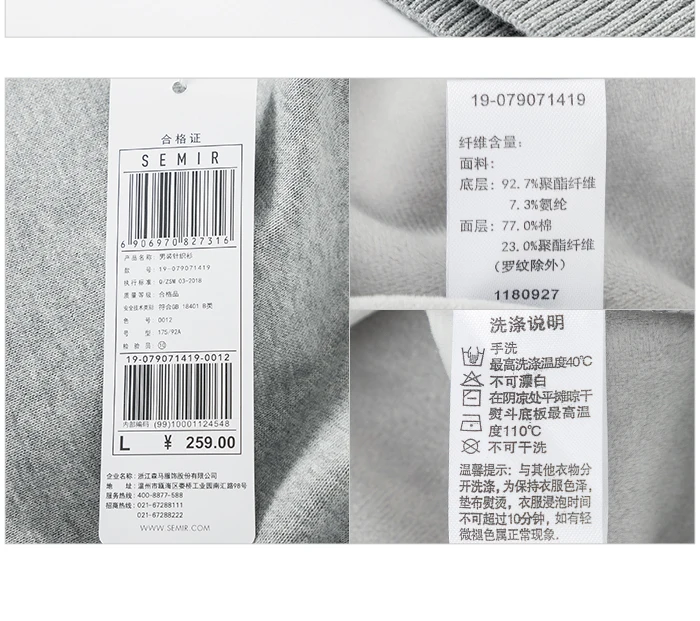 合格证
SEMIR
6 906970 827316
产品名称: 男装针织衫
款 号: 19-079071419
执行标准: Q/ZSM 03-2018
质量等级: 合格品
安全技术类别: 符合GB 18401 B类
色 号: 0012
号 型: 175/92A
检验员:
19-079071419-0012
内部编码 (99)10001124548
L ¥ 259.00
企业名称: 浙江森马服饰股份有限公司
地 址: 温州市瓯海区娄桥工业园南汇路98号
服务热线: 400-8877-588
招商热线: 021-67288111
021-67288222
WWW.SEMIR.COM
19-079071419
纤维含量:
面料:
底层: 92.7%聚酯纤维
7.3%氨纶
面层: 77.0%棉
23.0%聚酯纤维
(罗纹除外)
1180927
洗涤说明
手洗
最高洗涤温度40℃
不可漂白
在阴凉处平摊晾干
熨斗底板最高温
度110℃
不可干洗
温馨提示: 与其他衣物分
开洗涤,为保持衣服色泽,
垫布熨烫, 衣服浸泡时间
不可超过10分钟, 如有轻
微褪色属正常现象.